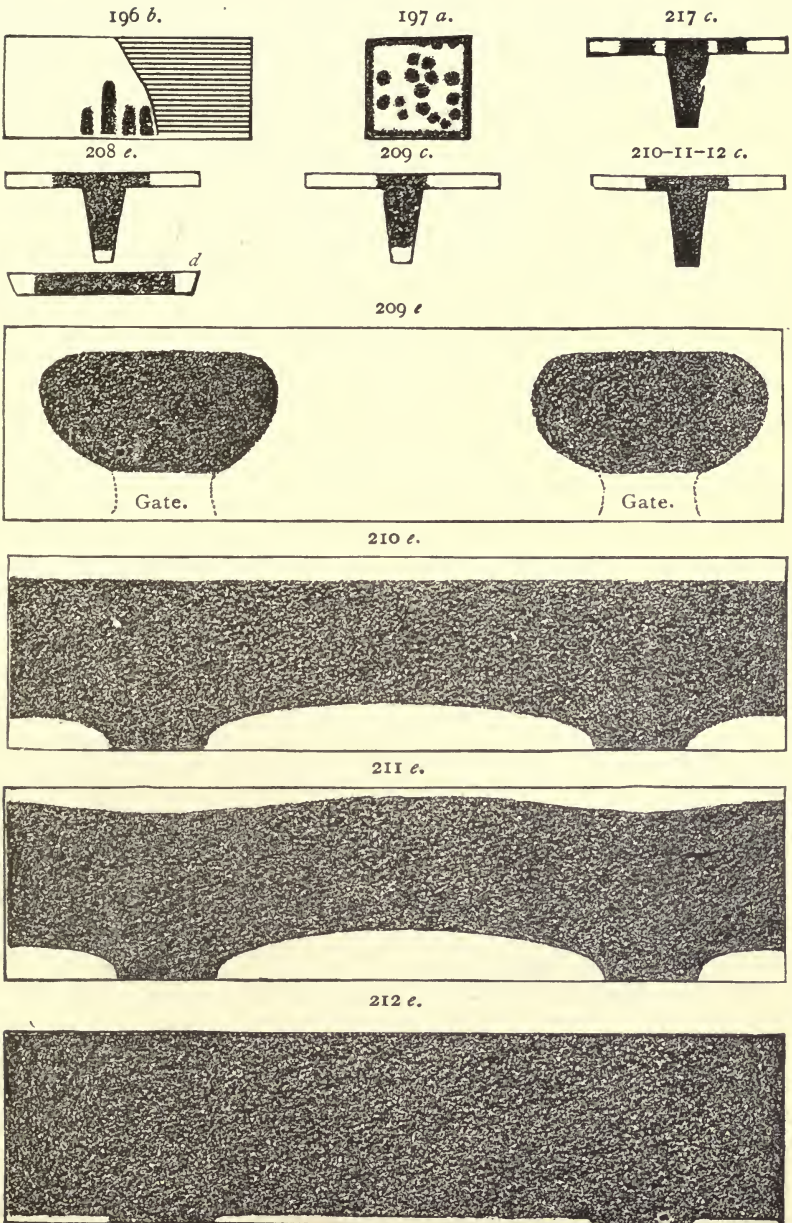 196 b. 197 a. 217 c.
208 e. 209 c. 210-11-12 c.
d
209 e
Gate. Gate.
210 e.
211 e.
212 e.